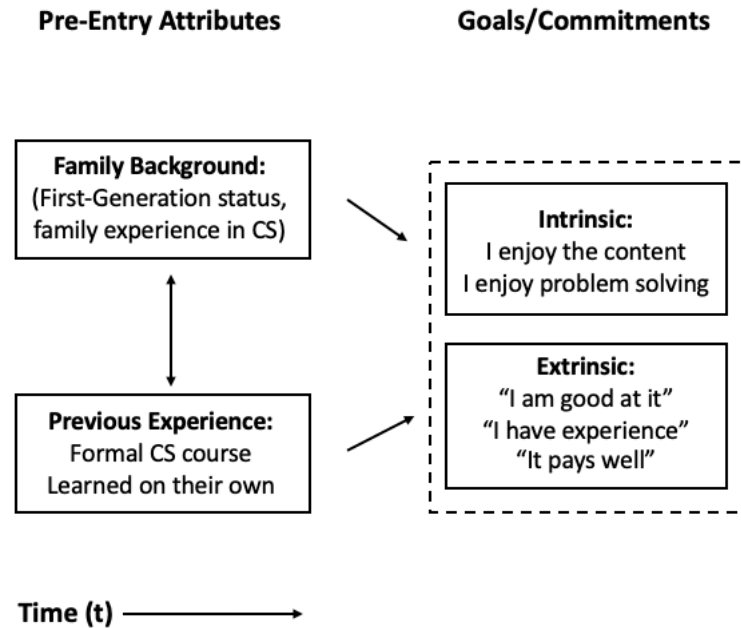 Pre-Entry Attributes
Goals/Commitments
Family Background:
(First-Generation status,
family experience in CS)
Previous Experience:
Formal CS course
Learned on their own
Intrinsic:
I enjoy the content
I enjoy problem solving
Extrinsic:
“I am good at it”
“I have experience”
“It pays well”
Time (t)